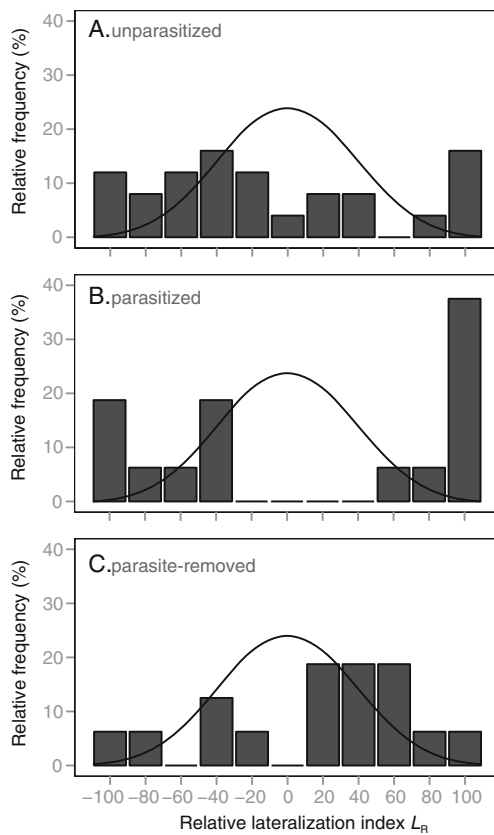 A. unparasitized
Relative frequency (%)
40
30
20
10
0
B. parasitized
Relative frequency (%)
40
30
20
10
0
C. parasite-removed
Relative frequency (%)
40
30
20
10
0
−100 −80 −60 −40 −20 0 20 40 60 80 100
Relative lateralization index L_R